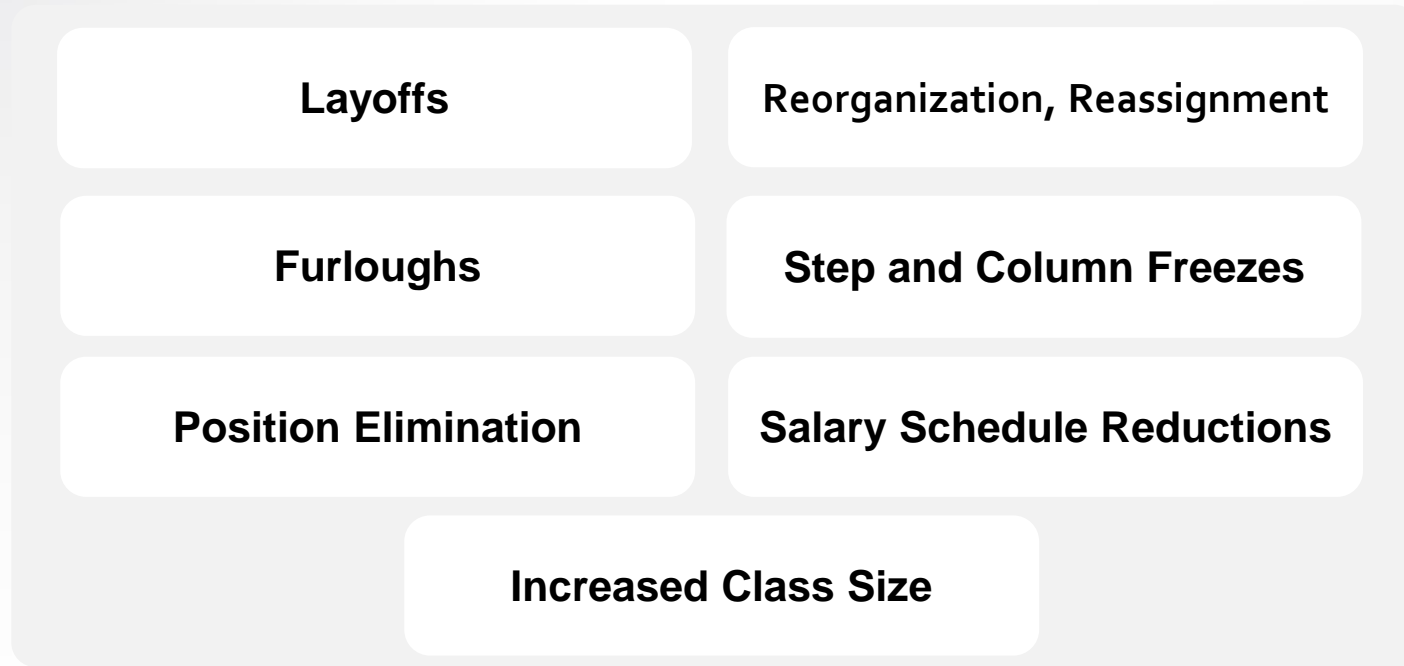 Layoffs
Reorganization, Reassignment
Furloughs
Step and Column Freezes
Position Elimination
Salary Schedule Reductions
Increased Class Size